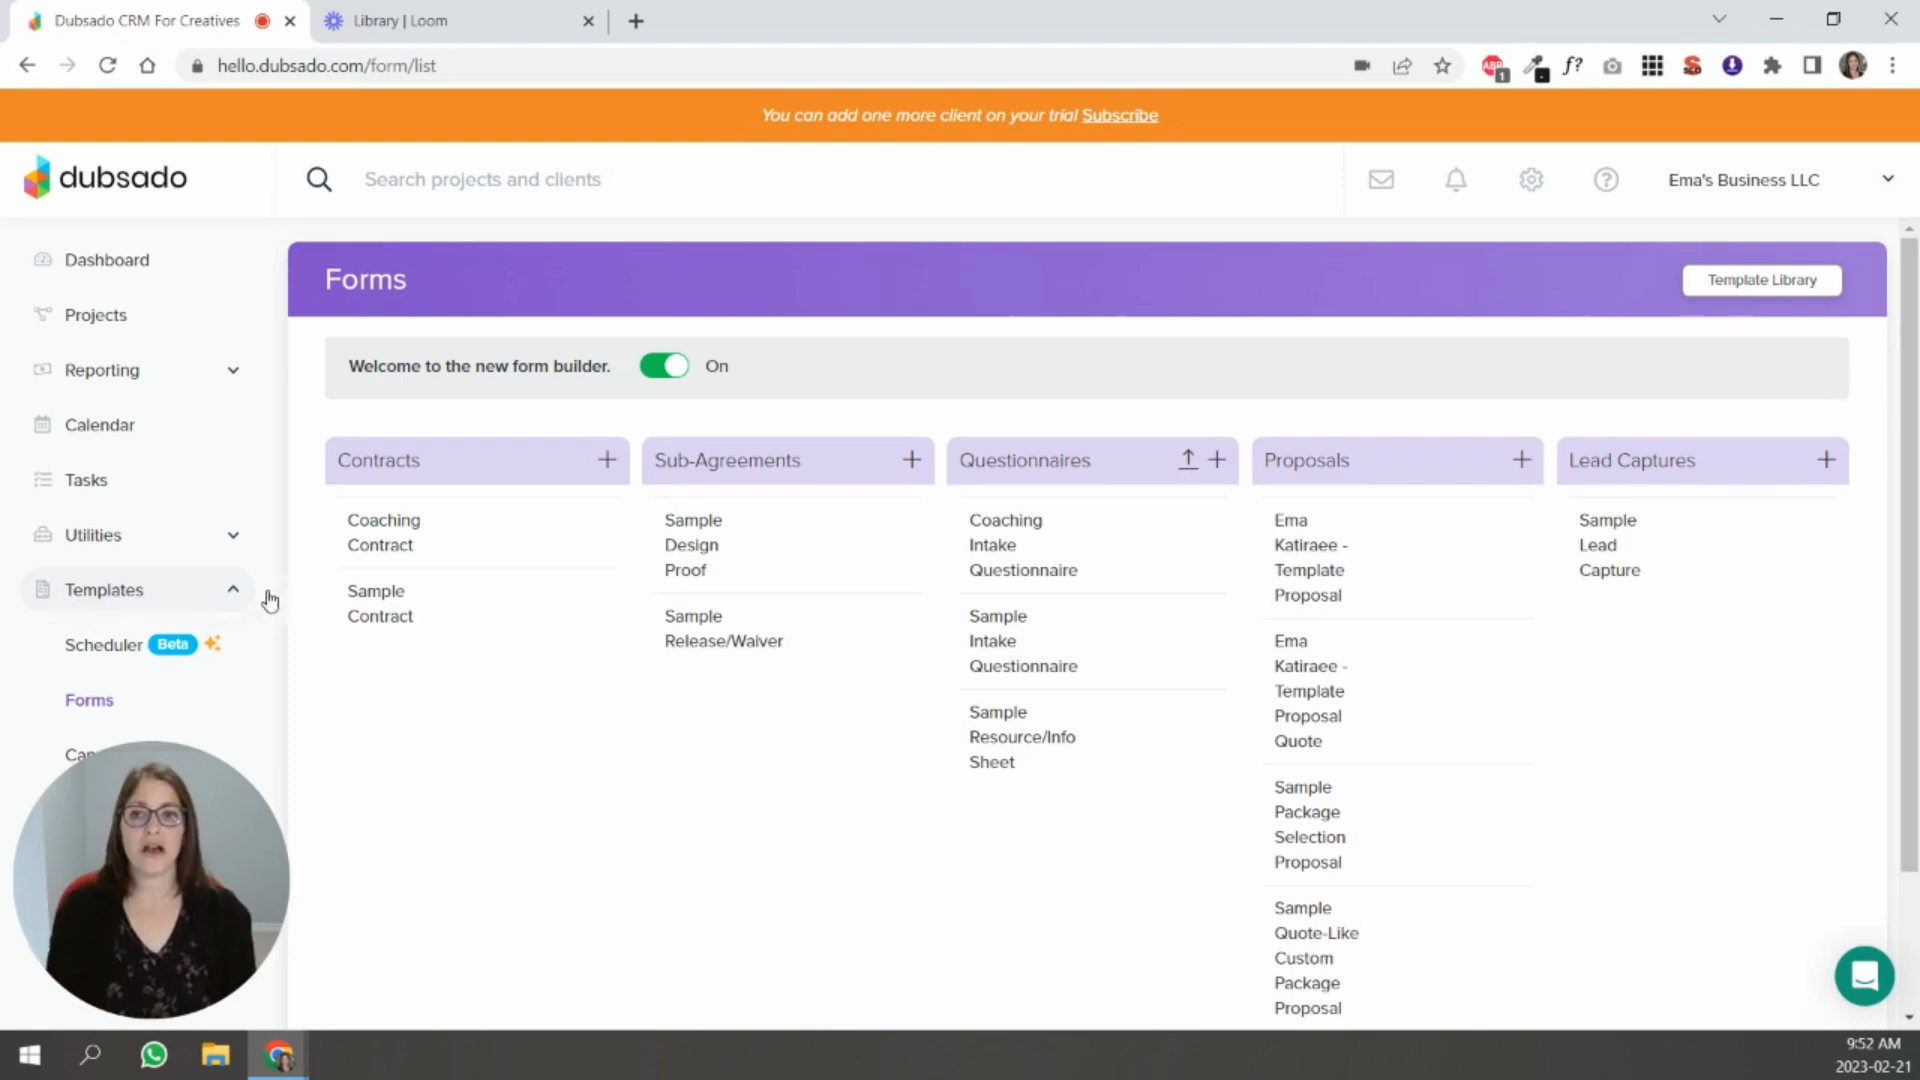 Dubsado CRM For Creatives
Library | Loom
hello.dubsado.com/form/list
ABP
1
f?
You can add one more client on your trial Subscribe
dubsado
Search projects and clients
Ema's Business LLC
Dashboard
Projects
Reporting
Calendar
Tasks
Utilities
Templates
Scheduler Beta
Forms
Forms
Template Library
Welcome to the new form builder.
On
Contracts
Coaching
Contract
Sample
Contract
Sub-Agreements
Sample
Design
Proof
Sample
Release/Waiver
Questionnaires
Coaching
Intake
Questionnaire
Sample
Intake
Questionnaire
Sample
Resource/Info
Sheet
Proposals
Ema
Katiraee -
Template
Proposal
Ema
Katiraee -
Template
Proposal
Quote
Sample
Package
Selection
Proposal
Sample
Quote-Like
Custom
Package
Proposal
Lead Captures
Sample
Lead
Capture
9:52 AM
2023-02-21